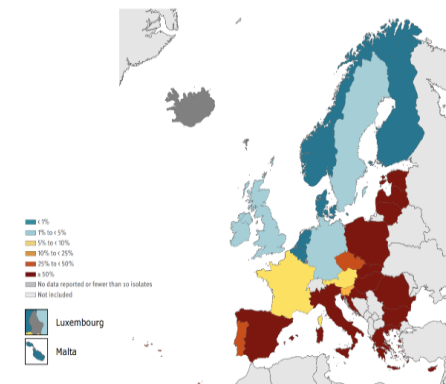 < 1%
1% to < 5%
5% to < 10%
10% to < 25%
25% to < 50%
≥ 50%
No data reported or fewer than 10 isolates
Not included
Luxembourg
Malta